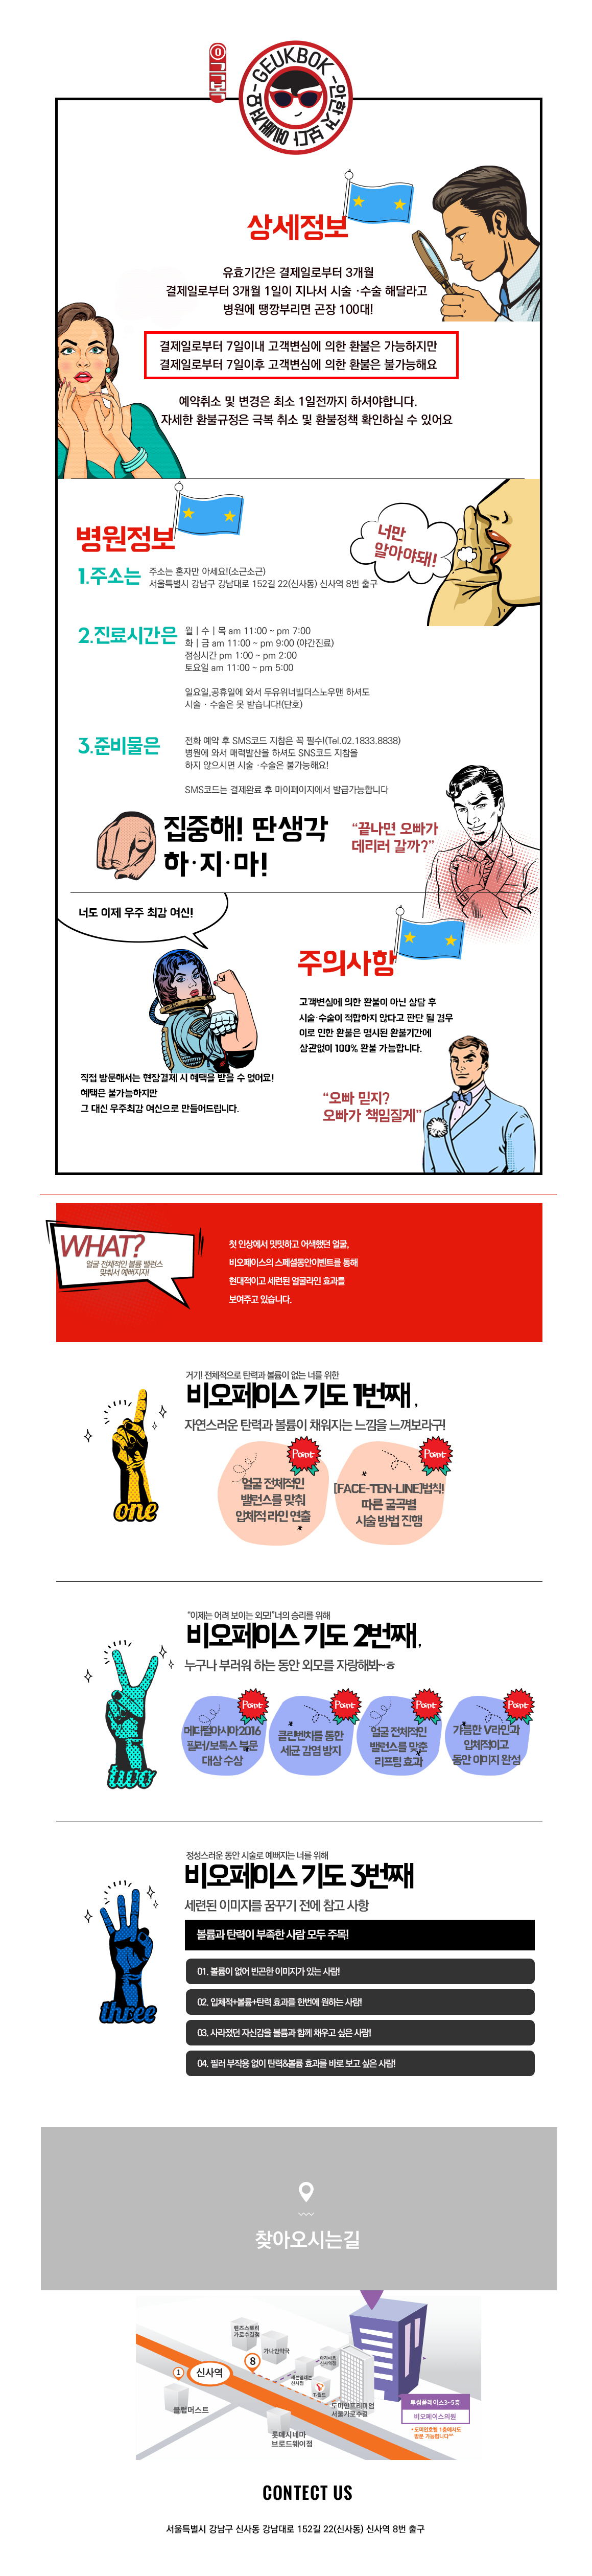 이그브드
GEUKBOK
안하기보다 예뻐져요
상세정보
유효기간은 결제일로부터 3개월
결제일로부터 3개월 1일이 지나서 시술 ·수술 해달라고
병원에 땡깡부리면 곤장 100대!
결제일로부터 7일이내 고객변심에 의한 환불은 가능하지만
결제일로부터 7일이후 고객변심에 의한 환불은 불가능해요
예약취소 및 변경은 최소 1일전까지 하셔야합니다.
자세한 환불규정은 극복 취소 및 환불정책 확인하실 수 있어요
병원정보
너만
알아야돼!
1.주소는
주소는 혼자만 아세요!(소근소근)
서울특별시 강남구 강남대로 152길 22(신사동) 신사역 8번 출구
2.진료시간은
월 | 수 | 목 am 11:00 ~ pm 7:00
화 | 금 am 11:00 ~ pm 9:00 (야간진료)
점심시간 pm 1:00 ~ pm 2:00
토요일 am 11:00 ~ pm 5:00
일요일,공휴일에 와서 두유위너빌더스노우맨 하셔도
시술 · 수술은 못 받습니다!(단호)
3.준비물은
전화 예약 후 SMS코드 지참은 꼭 필수!(Tel.02.1833.8838)
병원에 와서 매력발산을 하셔도 SNS코드 지참을
하지 않으시면 시술 ·수술은 불가능해요!
SMS코드는 결제완료 후 마이페이지에서 발급가능합니다
집중해! 딴생각
하·지·마!
“끝나면 오빠가
데리러 갈까?”
너도 이제 우주 최강 여신!
주의사항
고객변심에 의한 환불이 아닌 상담 후
시술·수술이 적합하지 않다고 판단 될 경우
이로 인한 환불은 명시된 환불기간에
상관없이 100% 환불 가능합니다.
직접 방문해서는 현장결제 시 혜택을 받을 수 없어요!
혜택은 불가능하지만
그 대신 우주최강 여신으로 만들어드립니다.
“오빠 믿지?
오빠가 책임질게”
WHAT?
얼굴 전체적인 볼륨 밸런스
맞춰서 예뻐지자!
첫 인상에서 밋밋하고 어색했던 얼굴,
비오페이스의 스페셜동안이벤트를 통해
현대적이고 세련된 얼굴라인 효과를
보여주고 있습니다.
거기! 전체적으로 탄력과 볼륨이 없는 너를 위한
비오페이스 기도 1번째 ,
자연스러운 탄력과 볼륨이 채워지는 느낌을 느껴보라구!
one
Point
얼굴 전체적인
밸런스를 맞춰
입체적 라인 연출
Point
[FACE-TEN-LINE]법칙!
따른 굴곡별
시술 방법 진행
"이제는 어려 보이는 외모!"너의 승리를 위해
비오페이스 기도 2번째 ,
누구나 부러워 하는 동안 외모를 자랑해봐~ㅎ
two
Point
메디컬아시아2016
필러/보톡스 부문
대상 수상
Point
클린벤치를 통한
세균 감염 방지
Point
얼굴 전체적인
밸런스를 맞춘
리프팅 효과
Point
갸름한 V라인과
입체적이고
동안 이미지 완성
정성스러운 동안 시술로 예뻐지는 너를 위해
비오페이스 기도 3번째
세련된 이미지를 꿈꾸기 전에 참고 사항
three
볼륨과 탄력이 부족한 사람 모두 주목!
01. 볼륨이 없어 빈곤한 이미지가 있는 사람!
02. 입체적+볼륨+탄력 효과를 한번에 원하는 사람!
03. 사라졌던 자신감을 볼륨과 함께 채우고 싶은 사람!
04. 필러 부작용 없이 탄력&볼륨 효과를 바로 보고 싶은 사람!
찾아오시는길
렌즈스토리
가로수길점
가나안약국
8
1
신사역
플럼머스트
세븐일레븐
신사점
T-월드
도미인프리미엄
서울가로수길
롯데시네마
브로드웨이점
투썸플레이스3~5층
비오페이스의원
* 도미인호텔 1층에서도
방문 가능합니다^^
CONTECT US
서울특별시 강남구 신사동 강남대로 152길 22(신사동) 신사역 8번 출구